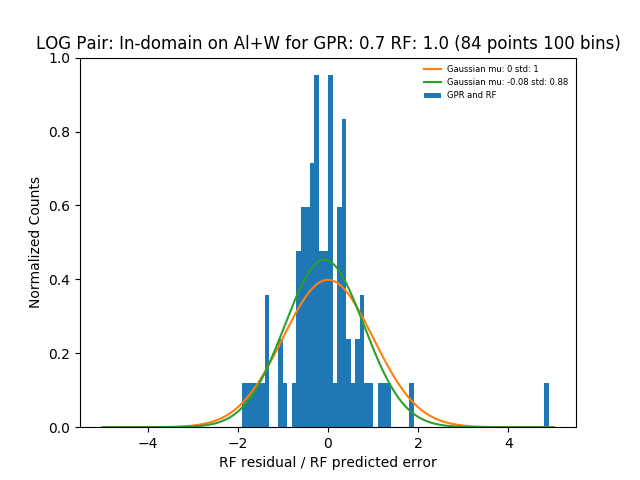 LOG Pair: In-domain on Al+W for GPR: 0.7 RF: 1.0 (84 points 100 bins)
Gaussian mu: 0 std: 1
Gaussian mu: -0.08 std: 0.88
GPR and RF
1.0
0.8
0.6
0.4
0.2
0.0
Normalized Counts
−4
−2
0
2
4
RF residual / RF predicted error